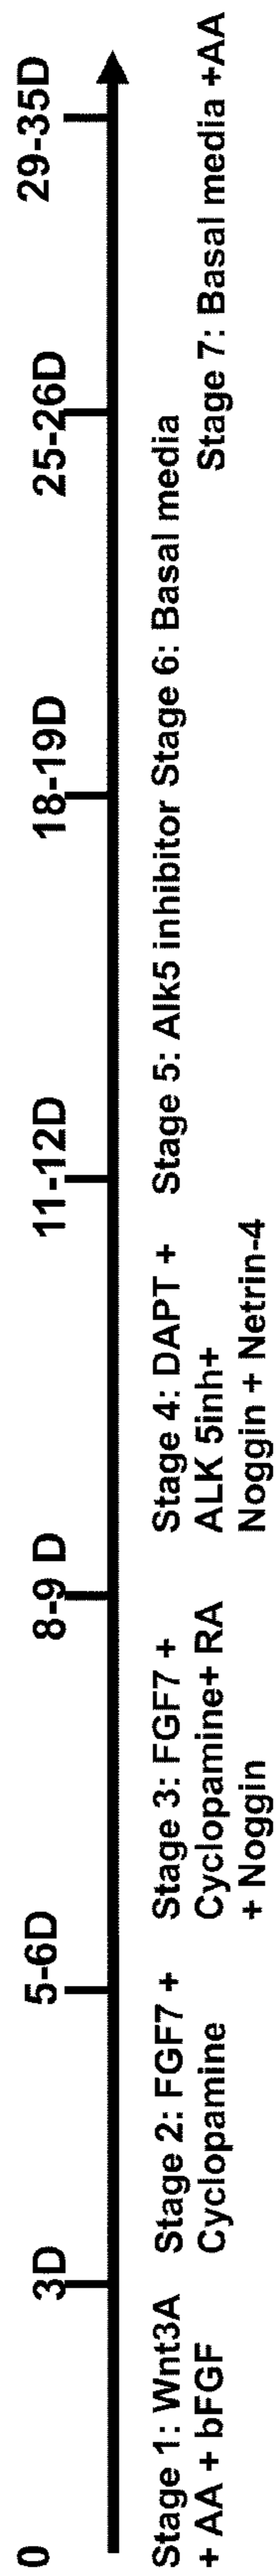 0
3D
5-6D
8-9 D
11-12D
18-19D
25-26D
29-35D
Stage 1: Wnt3A
+ AA + bFGF
Stage 2: FGF7 +
Cyclopamine
Stage 3: FGF7 +
Cyclopamine+ RA
+ Noggin
Stage 4: DAPT +
ALK 5inh+
Noggin + Netrin-4
Stage 5: Alk5 inhibitor
Stage 6: Basal media
Stage 7: Basal media +AA